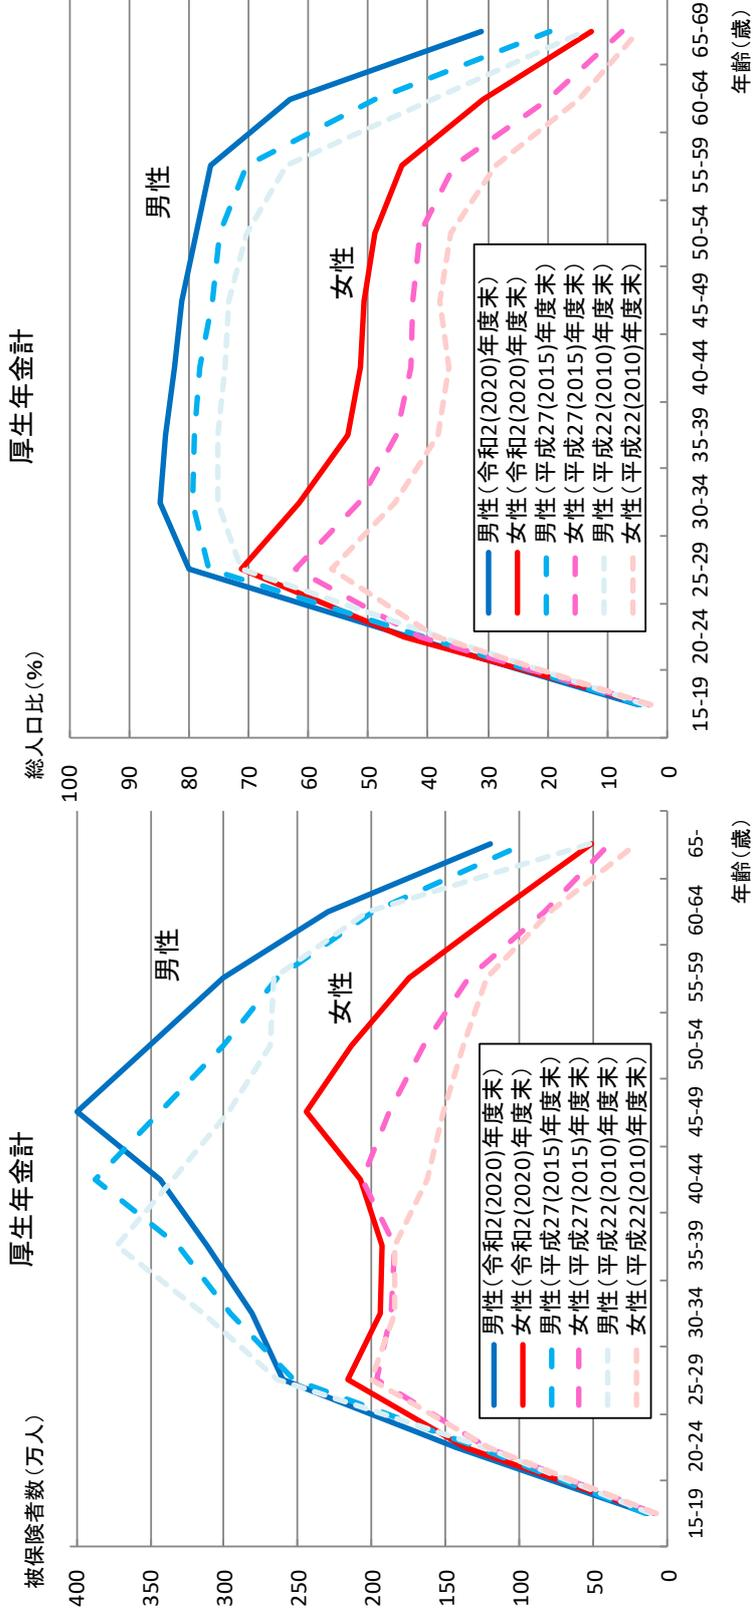 厚生年金計
被保険者数(万人)
400
350
300
250
200
150
100
50
0
男性
女性
男性(令和2(2020)年度末)
女性(令和2(2020)年度末)
男性(平成27(2015)年度末)
女性(平成27(2015)年度末)
男性(平成22(2010)年度末)
女性(平成22(2010)年度末)
15-19 20-24 25-29 30-34 35-39 40-44 45-49 50-54 55-59 60-64 65-
年齢(歳)
厚生年金計
総人口比(%)
100
90
80
70
60
50
40
30
20
10
0
男性
女性
男性(令和2(2020)年度末)
女性(令和2(2020)年度末)
男性(平成27(2015)年度末)
女性(平成27(2015)年度末)
男性(平成22(2010)年度末)
女性(平成22(2010)年度末)
15-19 20-24 25-29 30-34 35-39 40-44 45-49 50-54 55-59 60-64 65-69
年齢(歳)